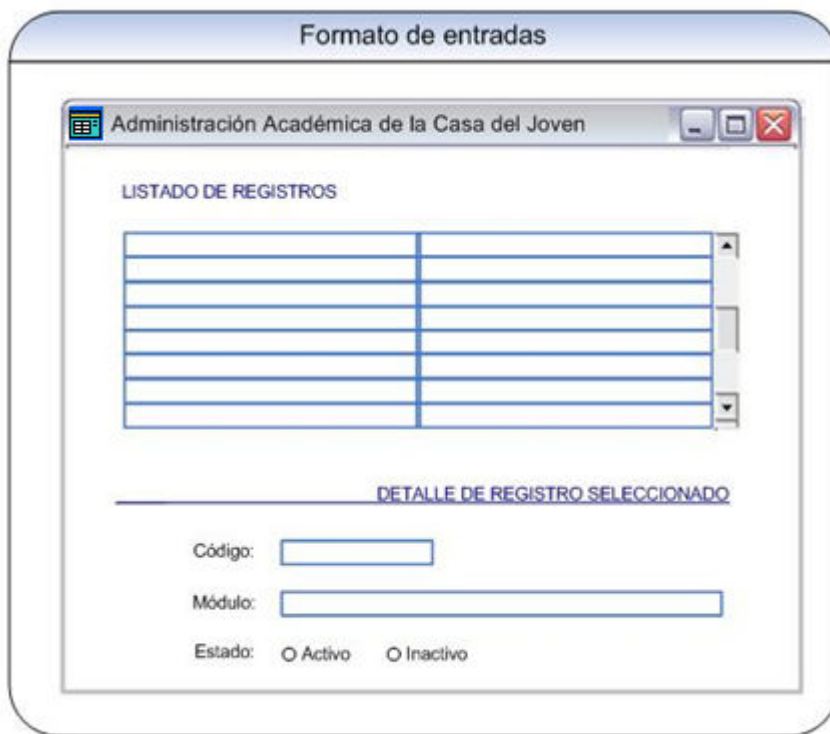 Formato de entradas
Administración Académica de la Casa del Joven
LISTADO DE REGISTROS
DETALLE DE REGISTRO SELECCIONADO
Código:
Módulo:
Estado: Activo Inactivo